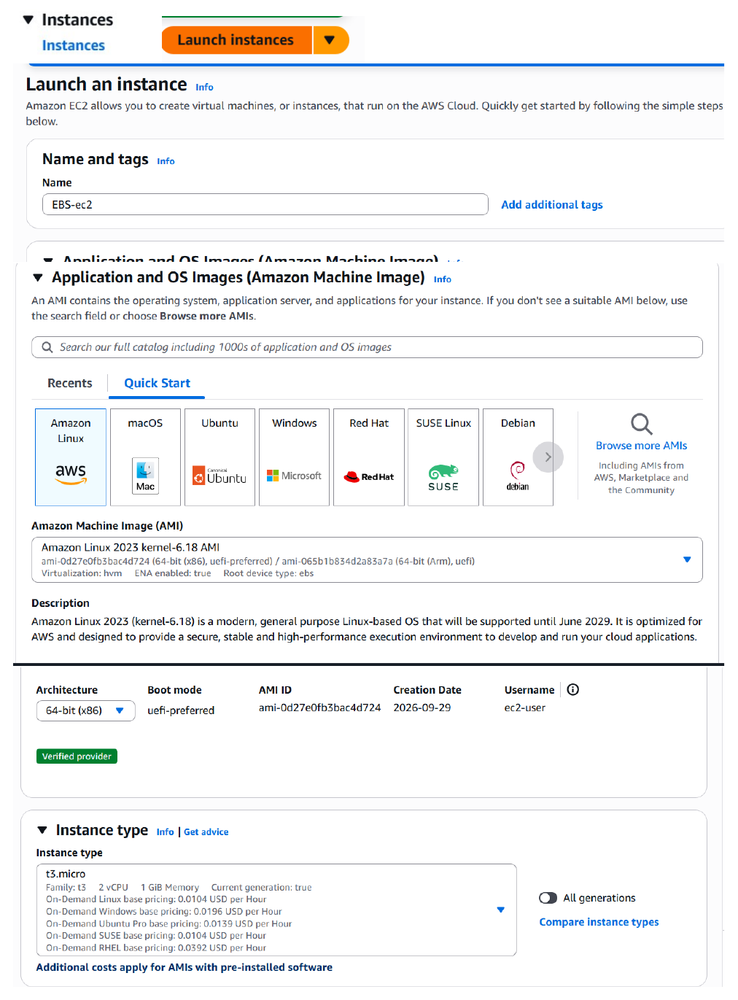 Instances
Instances
Launch instances
Launch an instance Info
Amazon EC2 allows you to create virtual machines, or instances, that run on the AWS Cloud. Quickly get started by following the simple steps
below.
Name and tags Info
Name
EBS-ec2
Add additional tags
Application and OS Images (Amazon Machine Image) Info
Application and OS Images (Amazon Machine Image) Info
An AMI contains the operating system, application server, and applications for your instance. If you don't see a suitable AMI below, use
the search field or choose Browse more AMIs.
Search our full catalog including 1000s of application and OS images
Recents Quick Start
Amazon
Linux
aws
macOS
Mac
Ubuntu
Canonical
Ubuntu
Windows
Microsoft
Red Hat
RedHat
SUSE Linux
SUSE
Debian
debian
Browse more AMIs
Including AMIs from
AWS, Marketplace and
the Community
Amazon Machine Image (AMI)
Amazon Linux 2023 kernel-6.18 AMI
ami-0d27e0fb3bac4d724 (64-bit (x86), uefi-preferred) / ami-065b1b834d2a83a7a (64-bit (Arm), uefi)
Virtualization: hvm ENA enabled: true Root device type: ebs
Description
Amazon Linux 2023 (kernel-6.18) is a modern, general purpose Linux-based OS that will be supported until June 2029. It is optimized for
AWS and designed to provide a secure, stable and high-performance execution environment to develop and run your cloud applications.
Architecture Boot mode AMI ID Creation Date Username
64-bit (x86) uefi-preferred ami-0d27e0fb3bac4d724 2026-09-29 ec2-user
Verified provider
Instance type Info | Get advice
Instance type
t3.micro
Family: t3 2 vCPU 1 GiB Memory Current generation: true
On-Demand Linux base pricing: 0.0104 USD per Hour
On-Demand Windows base pricing: 0.0196 USD per Hour
On-Demand Ubuntu Pro base pricing: 0.0139 USD per Hour
On-Demand SUSE base pricing: 0.0104 USD per Hour
On-Demand RHEL base pricing: 0.0392 USD per Hour
All generations
Compare instance types
Additional costs apply for AMIs with pre-installed software